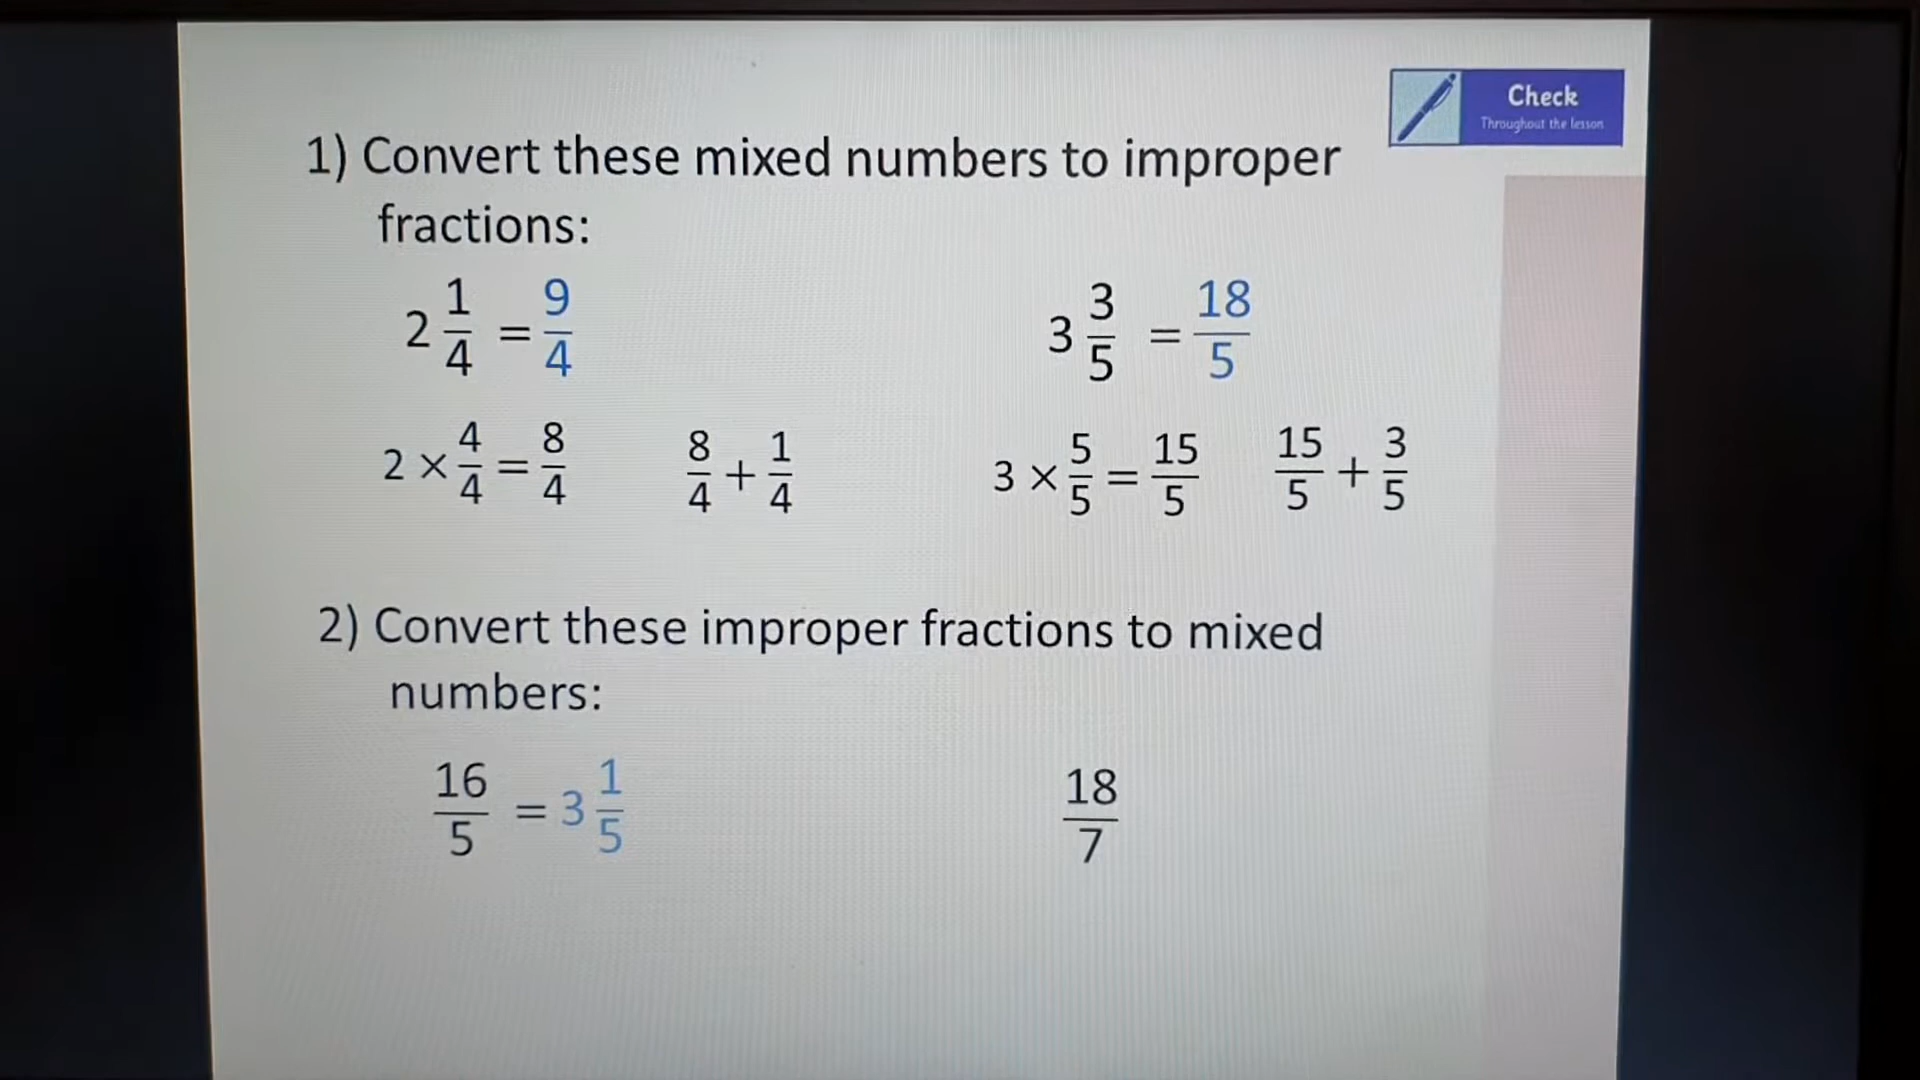 Check
Throughout the lesson
1) Convert these mixed numbers to improper
fractions:
2 1/4 = 9/4    3 3/5 = 18/5
2 × 4/4 = 8/4    8/4 + 1/4    3 × 5/5 = 15/5    15/5 + 3/5
2) Convert these improper fractions to mixed
numbers:
16/5 = 3 1/5    18/7